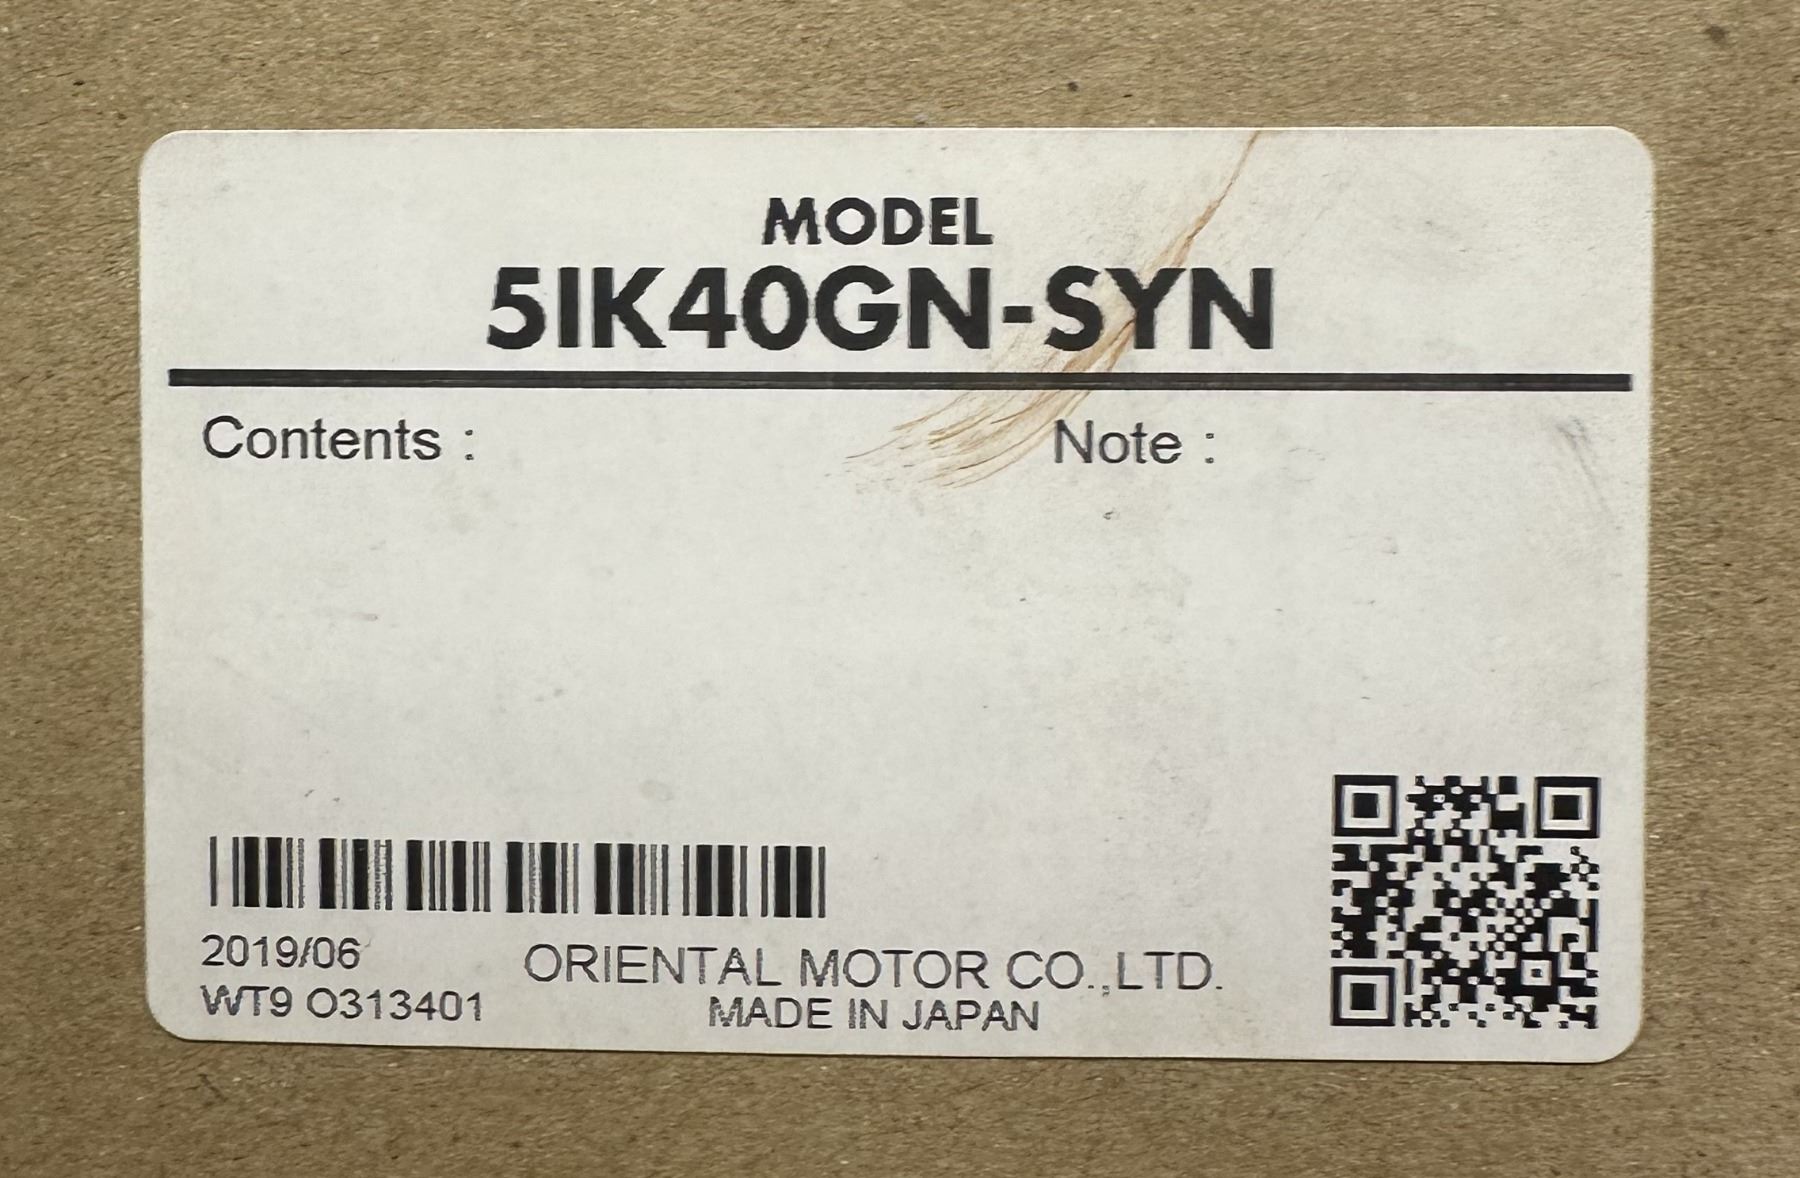 MODEL
5IK40GN-SYN
Contents :
Note :
2019/06
WT9 O313401
ORIENTAL MOTOR CO.,LTD.
MADE IN JAPAN